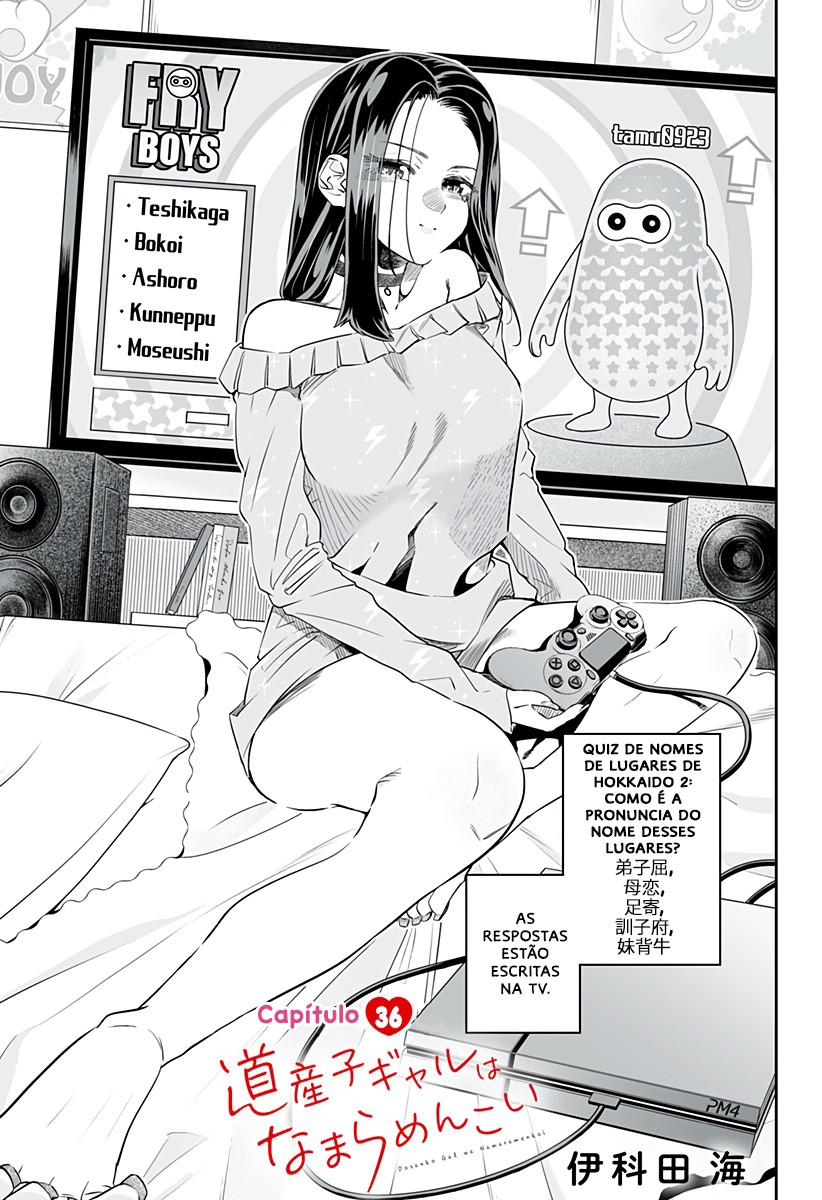 JOY
FRY
BOYS
tamu0923
・Teshikaga
・Bokoi
・Ashoro
・Kunneppu
・Moseushi
QUIZ DE NOMES
DE LUGARES DE
HOKKAIDO 2:
COMO É A
PRONUNCIA DO
NOME DESSES
LUGARES?
弟子屈,
母恋,
足寄,
訓子府,
妹背牛
AS
RESPOSTAS
ESTÃO
ESCRITAS
NA TV.
Capítulo 36
道産子ギャルは
なまらめんこい
Dosanko Gal wa Namaramenkoi
PM4
伊科田 海